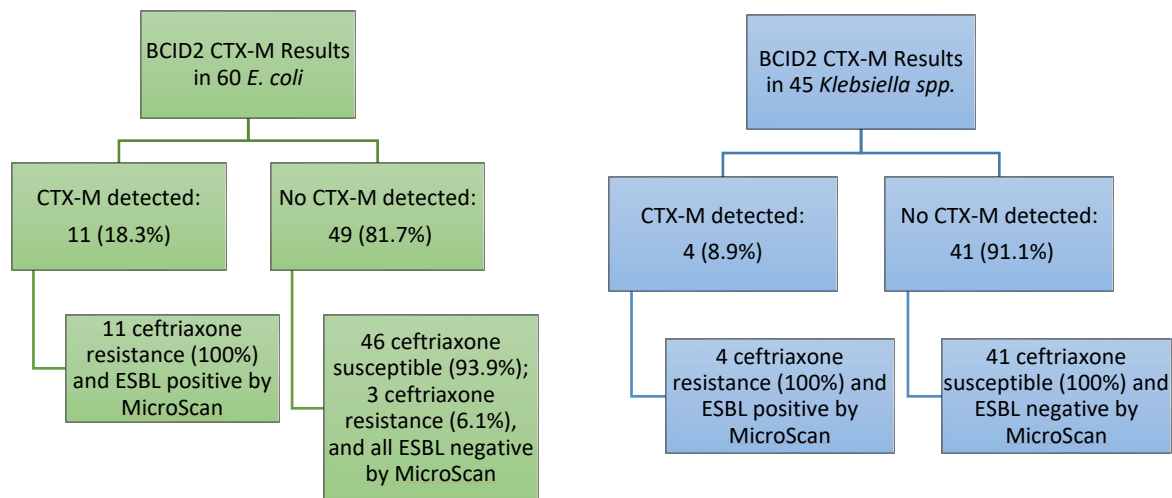 BCID2 CTX-M Results
in 60 E. coli
CTX-M detected:
11 (18.3%)
No CTX-M detected:
49 (81.7%)
11 ceftriaxone
resistance (100%)
and ESBL positive by
MicroScan
46 ceftriaxone
susceptible (93.9%);
3 ceftriaxone
resistance (6.1%),
and all ESBL negative
by MicroScan
BCID2 CTX-M Results
in 45 Klebsiella spp.
CTX-M detected:
4 (8.9%)
No CTX-M detected:
41 (91.1%)
4 ceftriaxone
resistance (100%) and
ESBL positive by
MicroScan
41 ceftriaxone
susceptible (100%) and
ESBL negative by
MicroScan